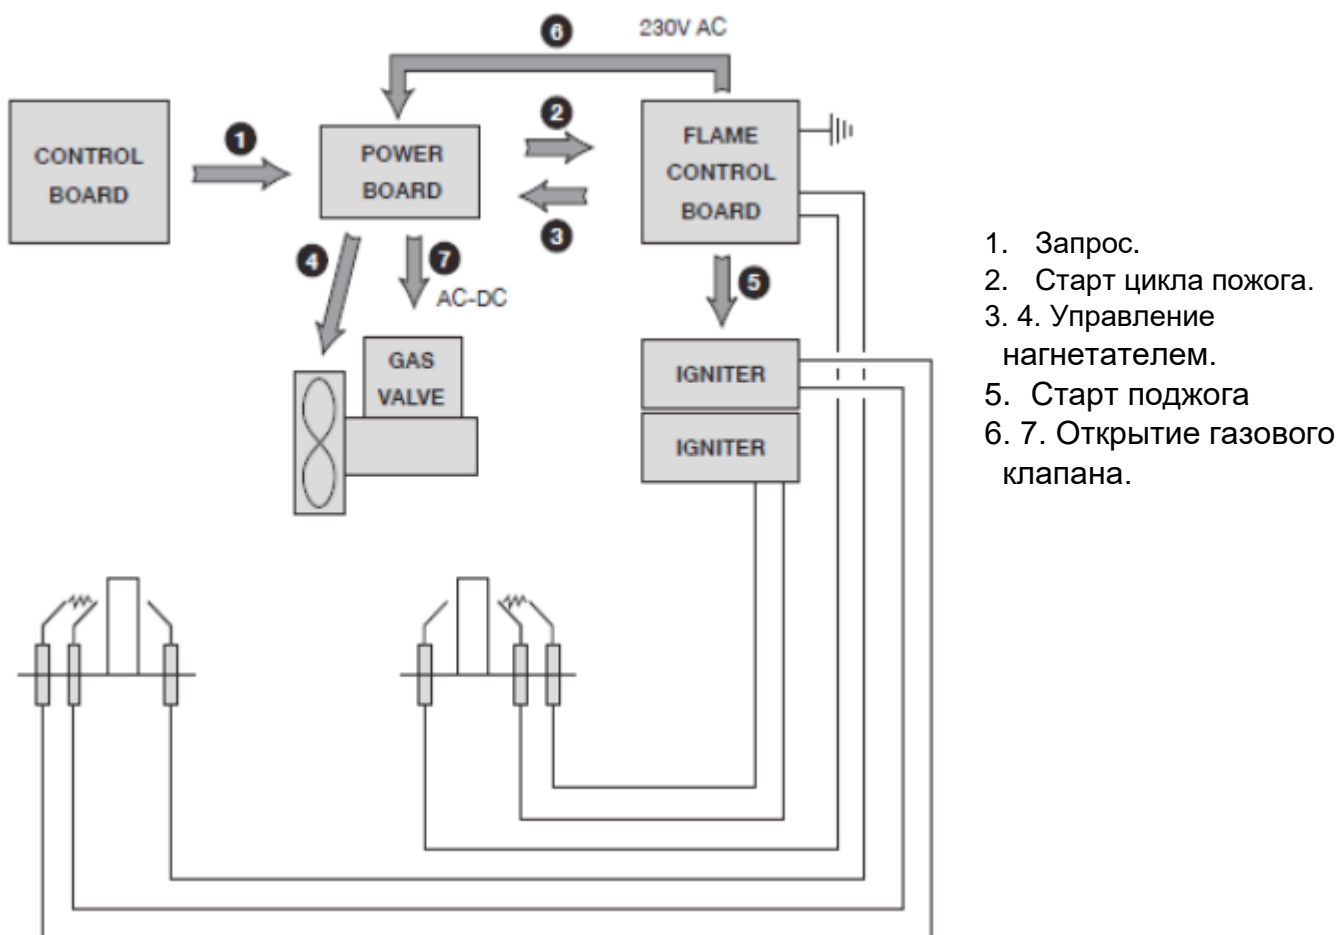 6
230V AC
CONTROL
BOARD
1
POWER
BOARD
2
3
FLAME
CONTROL
BOARD
4
7
AC-DC
5
GAS
VALVE
IGNITER
IGNITER
1. Запрос.
2. Старт цикла пожога.
3. 4. Управление
нагнетателем.
5. Старт поджога
6. 7. Открытие газового
клапана.